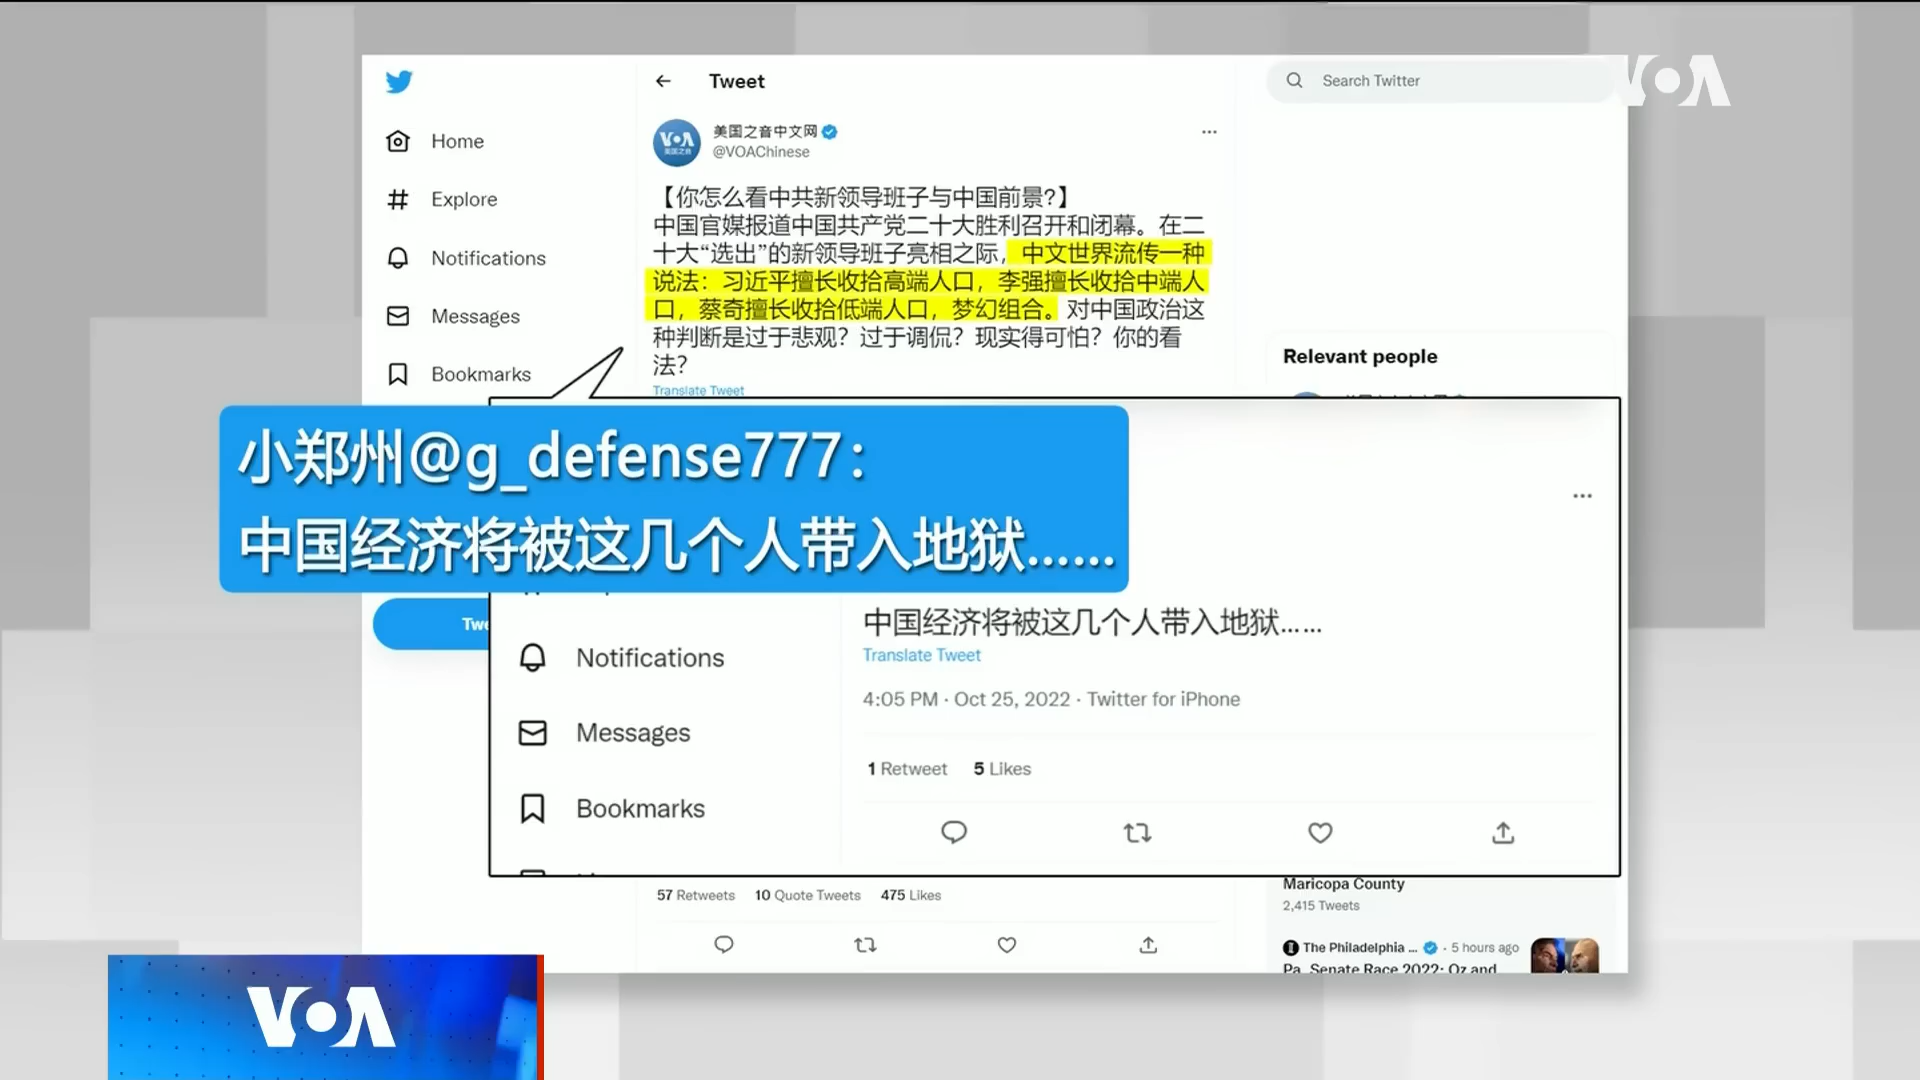 Tweet
Search Twitter
VOA
Home
Explore
Notifications
Messages
Bookmarks
VOA
美国之音
美国之音中文网
@VOAChinese
【你怎么看中共新领导班子与中国前景?】
中国官媒报道中国共产党二十大胜利召开和闭幕。在二
十大“选出”的新领导班子亮相之际，中文世界流传一种
说法：习近平擅长收拾高端人口，李强擅长收拾中端人
口，蔡奇擅长收拾低端人口，梦幻组合。对中国政治这
种判断是过于悲观？过于调侃？现实得可怕？你的看
法？
Translate Tweet
Relevant people
小郑州@g_defense777：
中国经济将被这几个人带入地狱……
中国经济将被这几个人带入地狱……
Translate Tweet
4:05 PM · Oct 25, 2022 · Twitter for iPhone
1 Retweet 5 Likes
Notifications
Messages
Bookmarks
57 Retweets 10 Quote Tweets 475 Likes
Maricopa County
2,415 Tweets
The Philadelphia ... · 5 hours ago
Pa. Senate Race 2022: Oz and
VOA